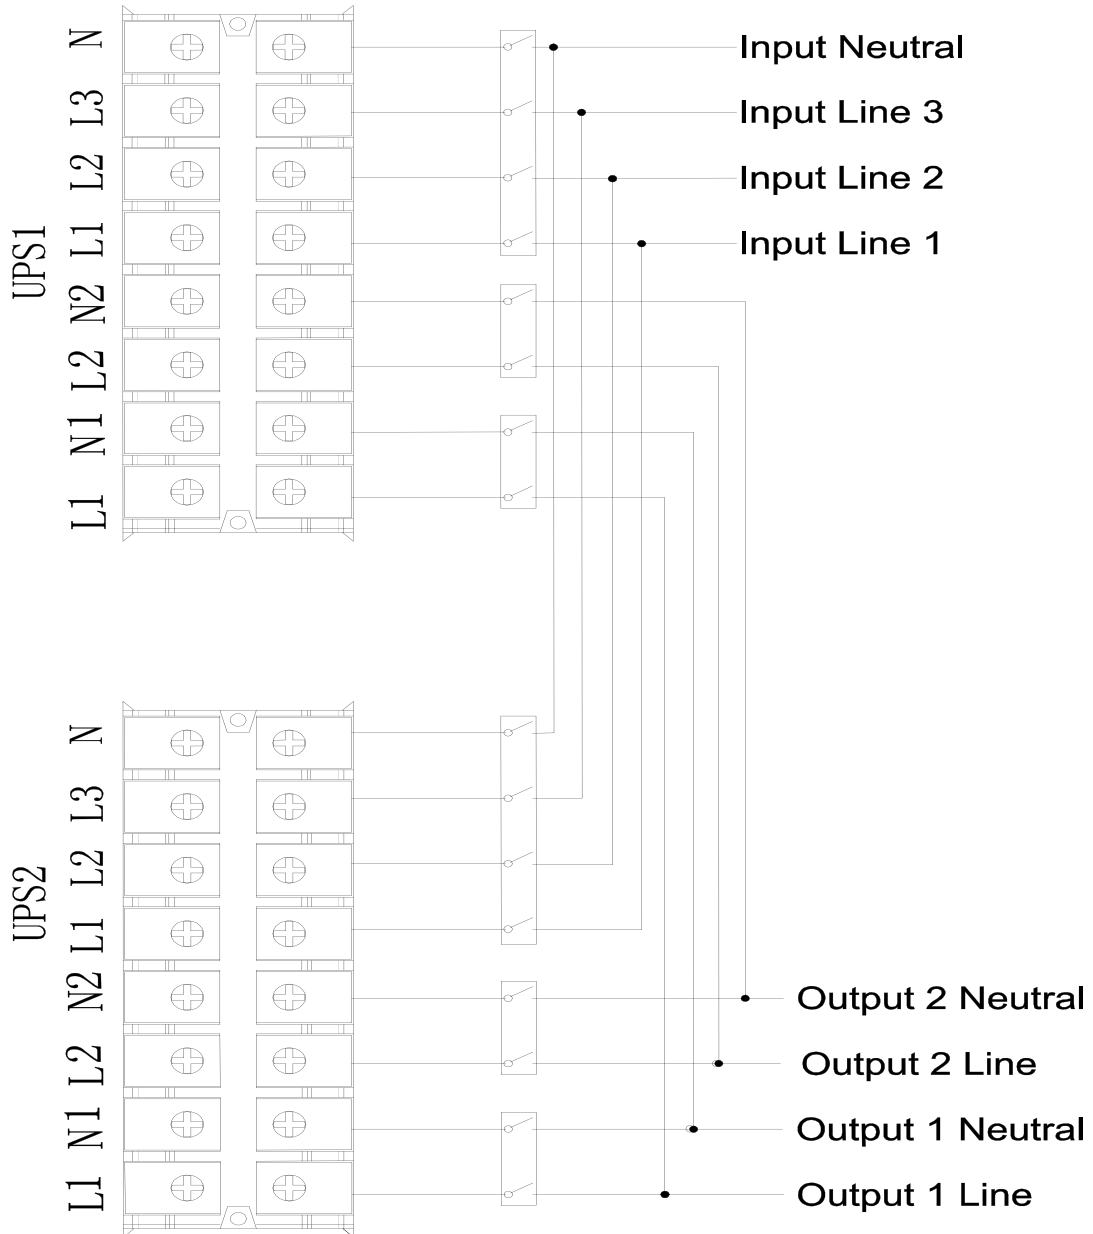 UPS1
N
L3
L2
L1
N2
L2
N1
L1
Input Neutral
Input Line 3
Input Line 2
Input Line 1
UPS2
N
L3
L2
L1
N2
L2
N1
L1
Output 2 Neutral
Output 2 Line
Output 1 Neutral
Output 1 Line